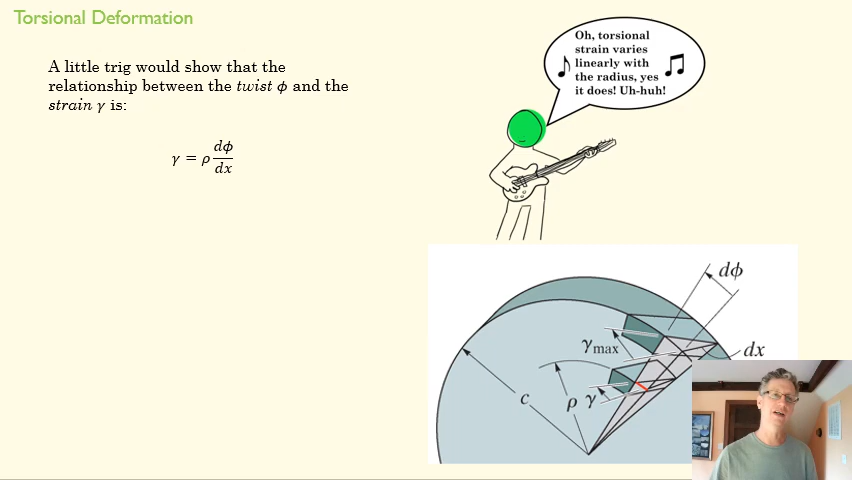 Torsional Deformation
A little trig would show that the
relationship between the twist ϕ and the
strain γ is:
γ = ρ dϕ/dx
Oh, torsional
strain varies
linearly with
the radius, yes
it does! Uh-huh!
dϕ
γmax
dx
c
ρ
γ